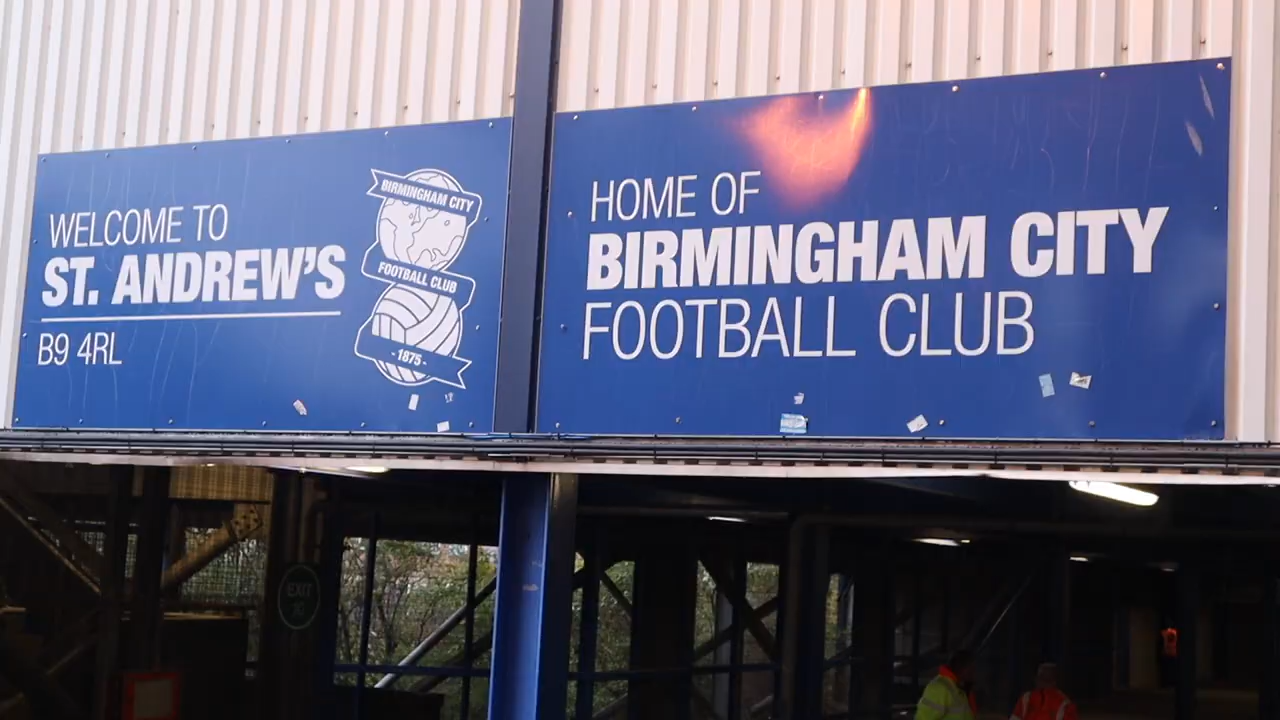 WELCOME TO
ST. ANDREW'S
B9 4RL
BIRMINGHAM CITY
FOOTBALL CLUB
- 1875 -
HOME OF
BIRMINGHAM CITY
FOOTBALL CLUB
EXIT